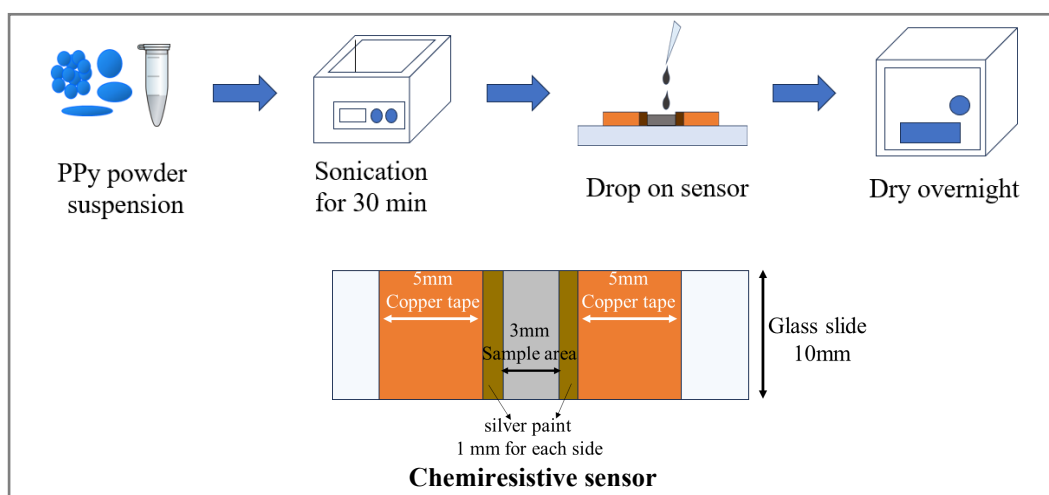 PPy powder
suspension
Sonication
for 30 min
Drop on sensor
Dry overnight
5mm
Copper tape
3mm
Sample area
5mm
Copper tape
Glass slide
10mm
silver paint
1 mm for each side
Chemiresistive sensor